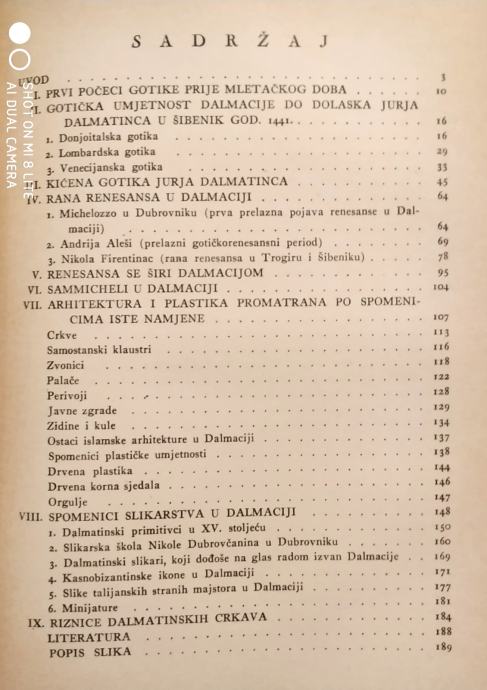 SADRŽAJ
UVOD . . . 3
I. PRVI POČECI GOTIKE PRIJE MLETAČKOG DOBA . . . 10
II. GOTIČKA UMJETNOST DALMACIJE DO DOLASKA JURJA
DALMATINCA U ŠIBENIK GOD. 1441. . . . 16
1. Donjoitalska gotika . . . 16
2. Lombardska gotika . . . 29
3. Venecijanska gotika . . . 33
III. KIĆENA GOTIKA JURJA DALMATINCA . . . 45
IV. RANA RENESANSA U DALMACIJI . . . 64
1. Michelozzo u Dubrovniku (prva prelazna pojava renesanse u Dal-
maciji) . . . 64
2. Andrija Aleši (prelazni gotičkorenesansni period) . . . 69
3. Nikola Firentinac (rana renesansa u Trogiru i Šibeniku) . . . 78
V. RENESANSA SE ŠIRI DALMACIJOM . . . 95
VI. SAMMICHELI U DALMACIJI . . . 104
VII. ARHITEKTURA I PLASTIKA PROMATRANA PO SPOMENI-
CIMA ISTE NAMJENE . . . 107
Crkve . . . 113
Samostanski klaustri . . . 116
Zvonici . . . 118
Palače . . . 122
Perivoji . . . 128
Javne zgrade . . . 129
Zidine i kule . . . 134
Ostaci islamske arhitekture u Dalmaciji . . . 137
Spomenici plastičke umjetnosti . . . 138
Drvena plastika . . . 144
Drvena korna sjedala . . . 146
Orgulje . . . 147
VIII. SPOMENICI SLIKARSTVA U DALMACIJI . . . 148
1. Dalmatinski primitivci u XV. stoljeću . . . 150
2. Slikarska škola Nikole Dubrovčanina u Dubrovniku . . . 160
3. Dalmatinski slikari, koji dođoše na glas radom izvan Dalmacije . . 169
4. Kasnobizantinske ikone u Dalmaciji . . . 171
5. Slike talijanskih stranih majstora u Dalmaciji . . . 177
6. Minijature . . . 181
IX. RIZNICE DALMATINSKIH CRKAVA . . . 184
LITERATURA . . . 188
POPIS SLIKA . . . 189
SHOT ON MI 8 LITE
AI DUAL CAMERA